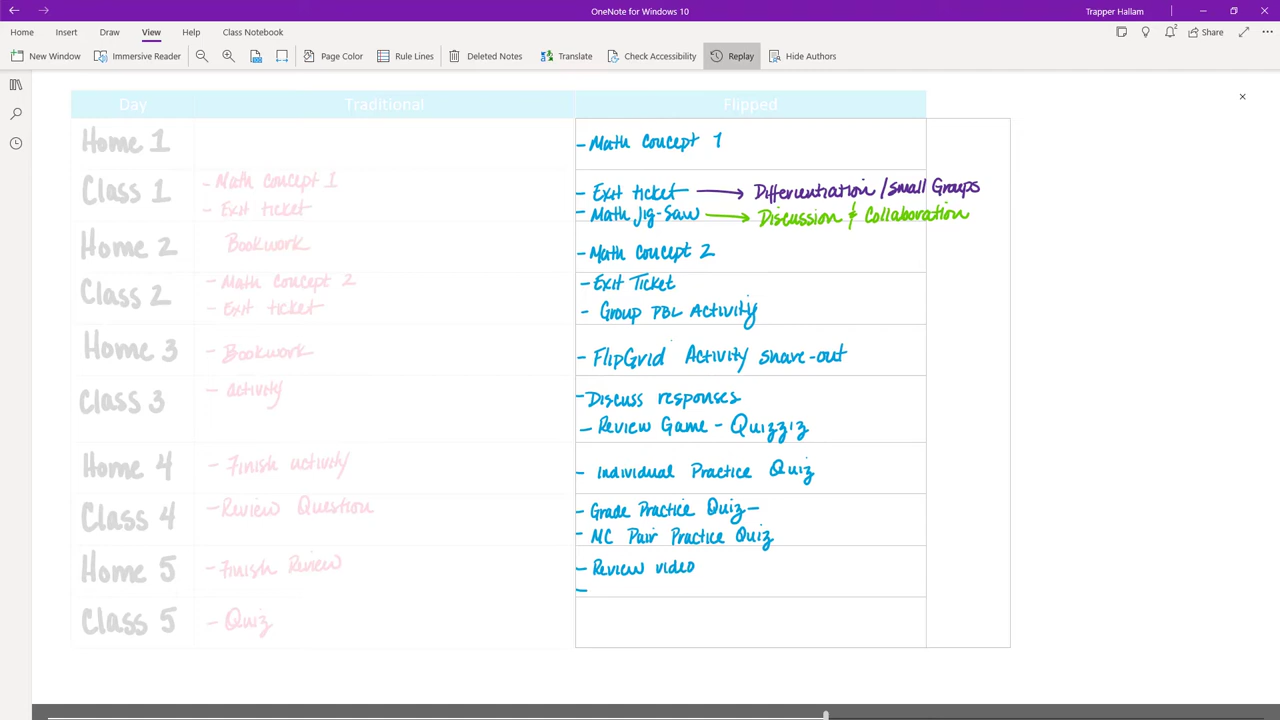 OneNote for Windows 10
Trapper Hallam
Home Insert Draw View Help Class Notebook
Share
New Window Immersive Reader Page Color Rule Lines Deleted Notes Translate Check Accessibility Replay Hide Authors
Day Traditional Flipped
Home 1 - Math Concept 1
Class 1 - Math Concept 1 - Exit ticket → Differentiation / Small Groups
- Exit ticket - Math Jig-Saw → Discussion & Collaboration
Home 2 Bookwork - Math Concept 2
Class 2 - Math Concept 2 - Exit Ticket
- Exit ticket - Group PBL Activity
Home 3 - Bookwork - FlipGrid Activity share-out
Class 3 - activity - Discuss responses
- Review Game - Quizziz
Home 4 - Finish activity - Individual Practice Quiz
Class 4 - Review Question - Grade Practice Quiz -
- MC Pair Practice Quiz
Home 5 - Finish Review - Review video
-
Class 5 - Quiz